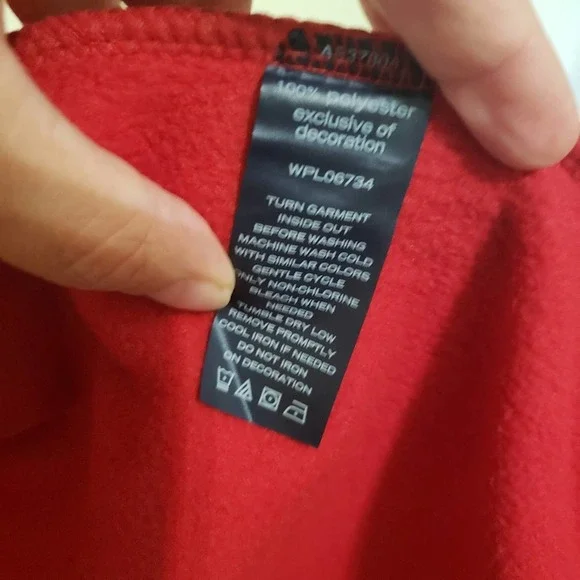 100% polyester
exclusive of
decoration
WPL06734
TURN GARMENT
INSIDE OUT
BEFORE WASHING
MACHINE WASH COLD
WITH SIMILAR COLORS
GENTLE CYCLE
ONLY NON-CHLORINE
BLEACH WHEN
NEEDED
TUMBLE DRY LOW
REMOVE PROMPTLY
COOL IRON IF NEEDED
DO NOT IRON
ON DECORATION